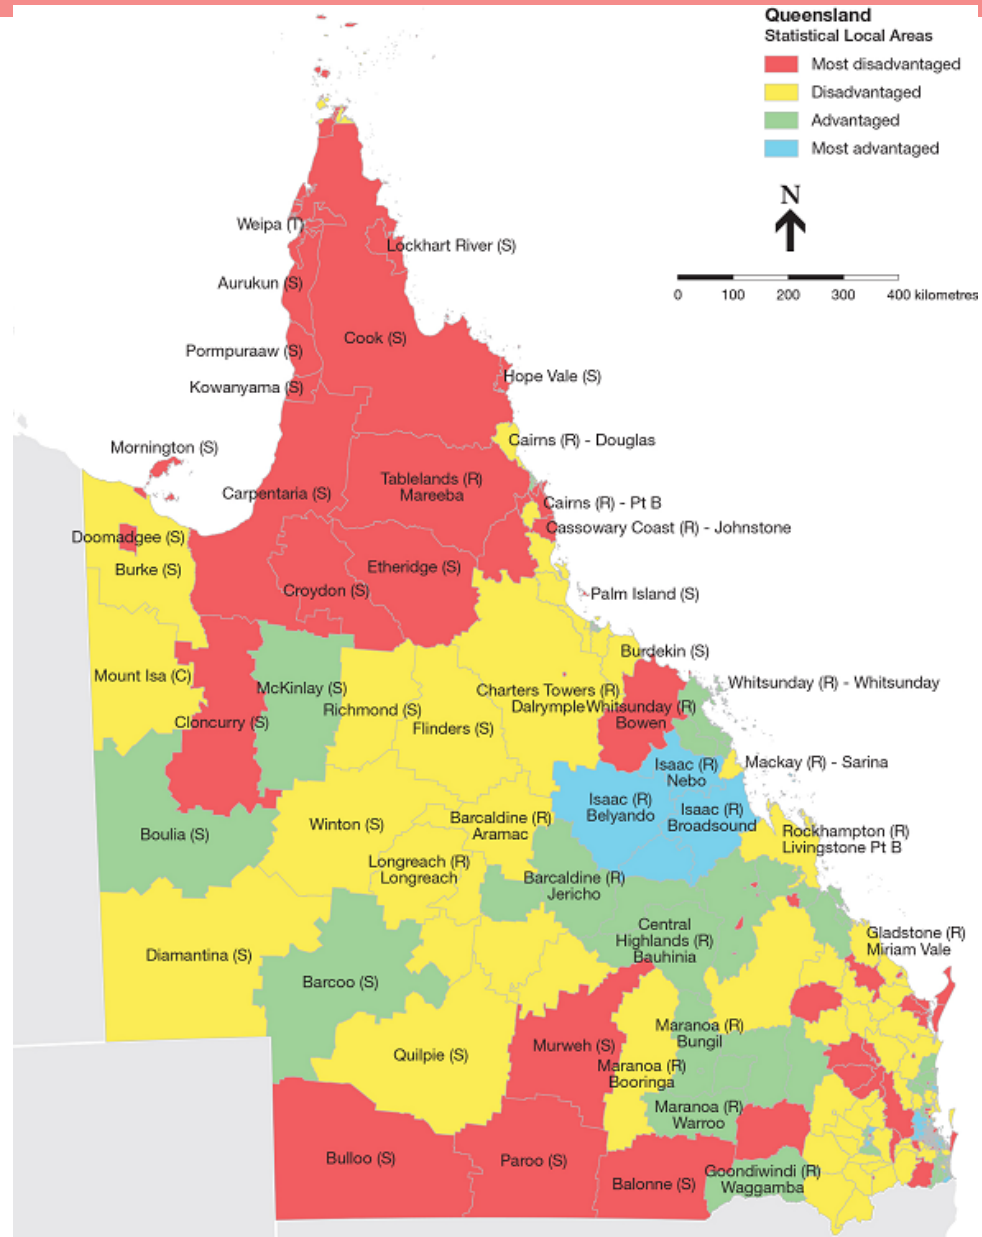 Queensland
Statistical Local Areas
Most disadvantaged
Disadvantaged
Advantaged
Most advantaged
N
0 100 200 300 400 kilometres
Weipa (T)
Lockhart River (S)
Aurukun (S)
Cook (S)
Pormpuraaw (S)
Hope Vale (S)
Kowanyama (S)
Cairns (R) - Douglas
Mornington (S)
Tablelands (R)
Mareeba
Carpentaria (S)
Cairns (R) - Pt B
Cassowary Coast (R) - Johnstone
Doomadgee (S)
Burke (S)
Etheridge (S)
Croydon (S)
Palm Island (S)
Burdekin (S)
Mount Isa (C)
McKinlay (S)
Whitsunday (R) - Whitsunday
Charters Towers (R)
Dalrymple
Whitsunday (R)
Bowen
Richmond (S)
Cloncurry (S)
Flinders (S)
Isaac (R)
Nebo
Mackay (R) - Sarina
Isaac (R)
Belyando
Isaac (R)
Broadsound
Boulia (S)
Winton (S)
Barcaldine (R)
Aramac
Rockhampton (R)
Livingstone Pt B
Longreach (R)
Longreach
Barcaldine (R)
Jericho
Central
Highlands (R)
Bauhinia
Gladstone (R)
Miriam Vale
Diamantina (S)
Barcoo (S)
Maranoa (R)
Bungil
Quilpie (S)
Murweh (S)
Maranoa (R)
Booringa
Maranoa (R)
Warroo
Bulloo (S)
Paroo (S)
Balonne (S)
Goondiwindi (R)
Waggamba